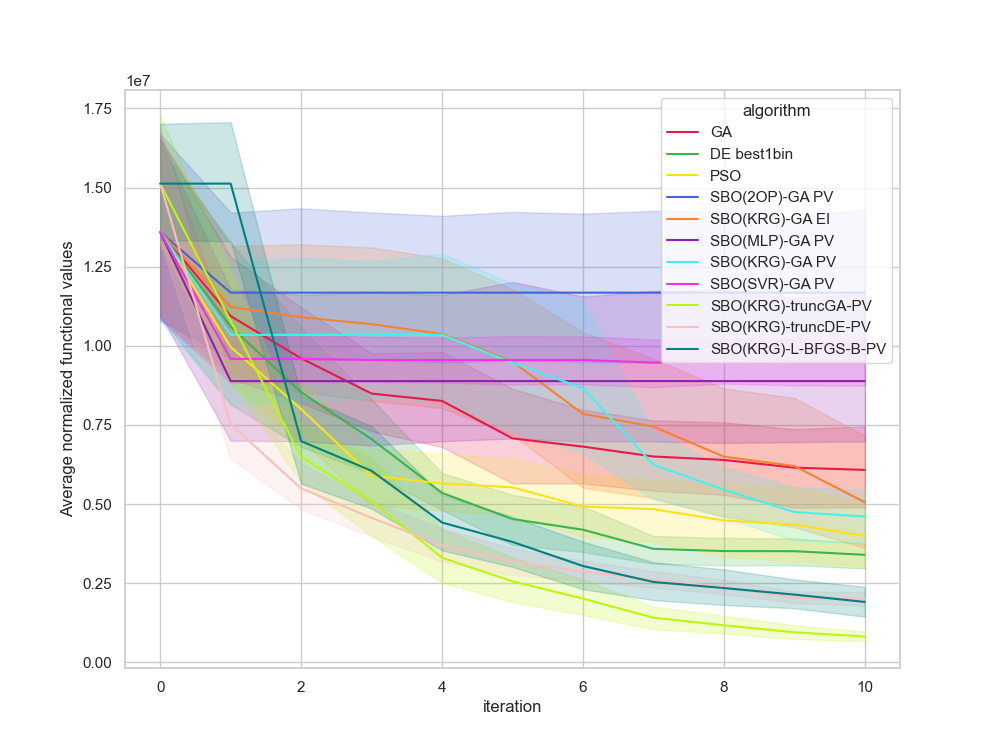 1e7
1.75
1.50
1.25
1.00
0.75
0.50
0.25
0.00
Average normalized functional values
0 2 4 6 8 10
iteration
algorithm
GA
DE best1bin
PSO
SBO(2OP)-GA PV
SBO(KRG)-GA EI
SBO(MLP)-GA PV
SBO(KRG)-GA PV
SBO(SVR)-GA PV
SBO(KRG)-truncGA-PV
SBO(KRG)-truncDE-PV
SBO(KRG)-L-BFGS-B-PV